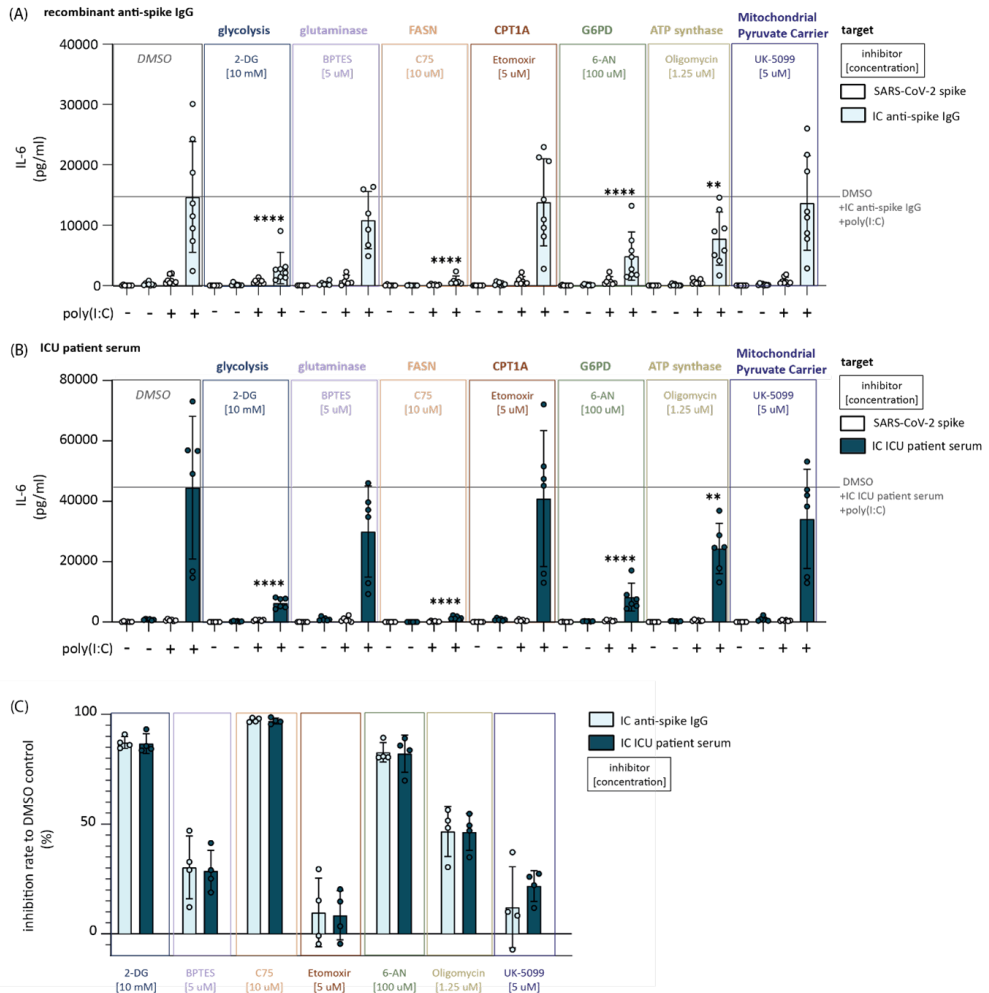 (A) recombinant anti-spike IgG
glycolysis glutaminase FASN CPT1A G6PD ATP synthase Mitochondrial
Pyruvate Carrier
target
DMSO 2-DG BPTES C75 Etomoxir 6-AN Oligomycin UK-5099
[10 mM] [5 uM] [10 uM] [5 uM] [100 uM] [1.25 uM] [5 uM]
inhibitor
[concentration]
SARS-CoV-2 spike
IC anti-spike IgG
40000
30000
20000
10000
0
IL-6
(pg/ml)
**** **** **** **
DMSO
+IC anti-spike IgG
+poly(I:C)
poly(I:C) - - + + - - + + - - + + - - + + - - + + - - + + - - + + - - + +
(B) ICU patient serum
glycolysis glutaminase FASN CPT1A G6PD ATP synthase Mitochondrial
Pyruvate Carrier
target
DMSO 2-DG BPTES C75 Etomoxir 6-AN Oligomycin UK-5099
[10 mM] [5 uM] [10 uM] [5 uM] [100 uM] [1.25 uM] [5 uM]
inhibitor
[concentration]
SARS-CoV-2 spike
IC ICU patient serum
80000
60000
40000
20000
0
IL-6
(pg/ml)
**** **** **** **
DMSO
+IC ICU patient serum
+poly(I:C)
poly(I:C) - - + + - - + + - - + + - - + + - - + + - - + + - - + + - - + +
(C)
100
50
0
inhibition rate to DMSO control
(%)
IC anti-spike IgG
IC ICU patient serum
inhibitor
[concentration]
2-DG BPTES C75 Etomoxir 6-AN Oligomycin UK-5099
[10 mM] [5 uM] [10 uM] [5 uM] [100 uM] [1.25 uM] [5 uM]